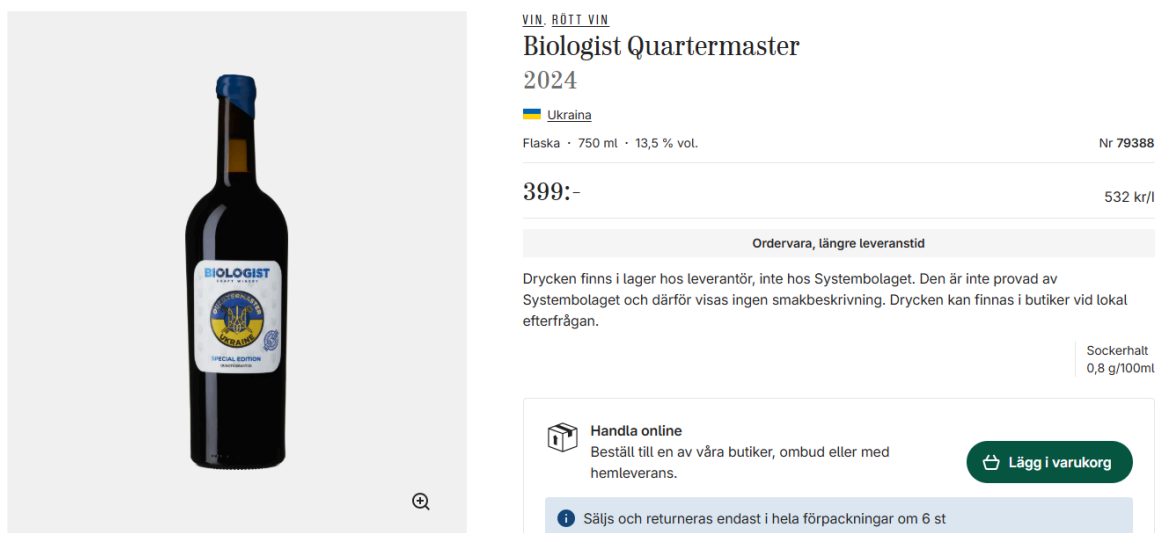 BIOLOGIST
CRAFT WINERY
QUARTERMASTER
UKRAINE
SPECIAL EDITION
VIN, RÖTT VIN
Biologist Quartermaster
2024
Ukraina
Flaska · 750 ml · 13,5 % vol.
Nr 79388
399:-
532 kr/l
Ordervara, längre leveranstid
Drycken finns i lager hos leverantör, inte hos Systembolaget. Den är inte provad av
Systembolaget och därför visas ingen smakbeskrivning. Drycken kan finnas i butiker vid lokal
efterfrågan.
Sockerhalt
0,8 g/100ml
Handla online
Beställ till en av våra butiker, ombud eller med
hemleverans.
Lägg i varukorg
Säljs och returneras endast i hela förpackningar om 6 st